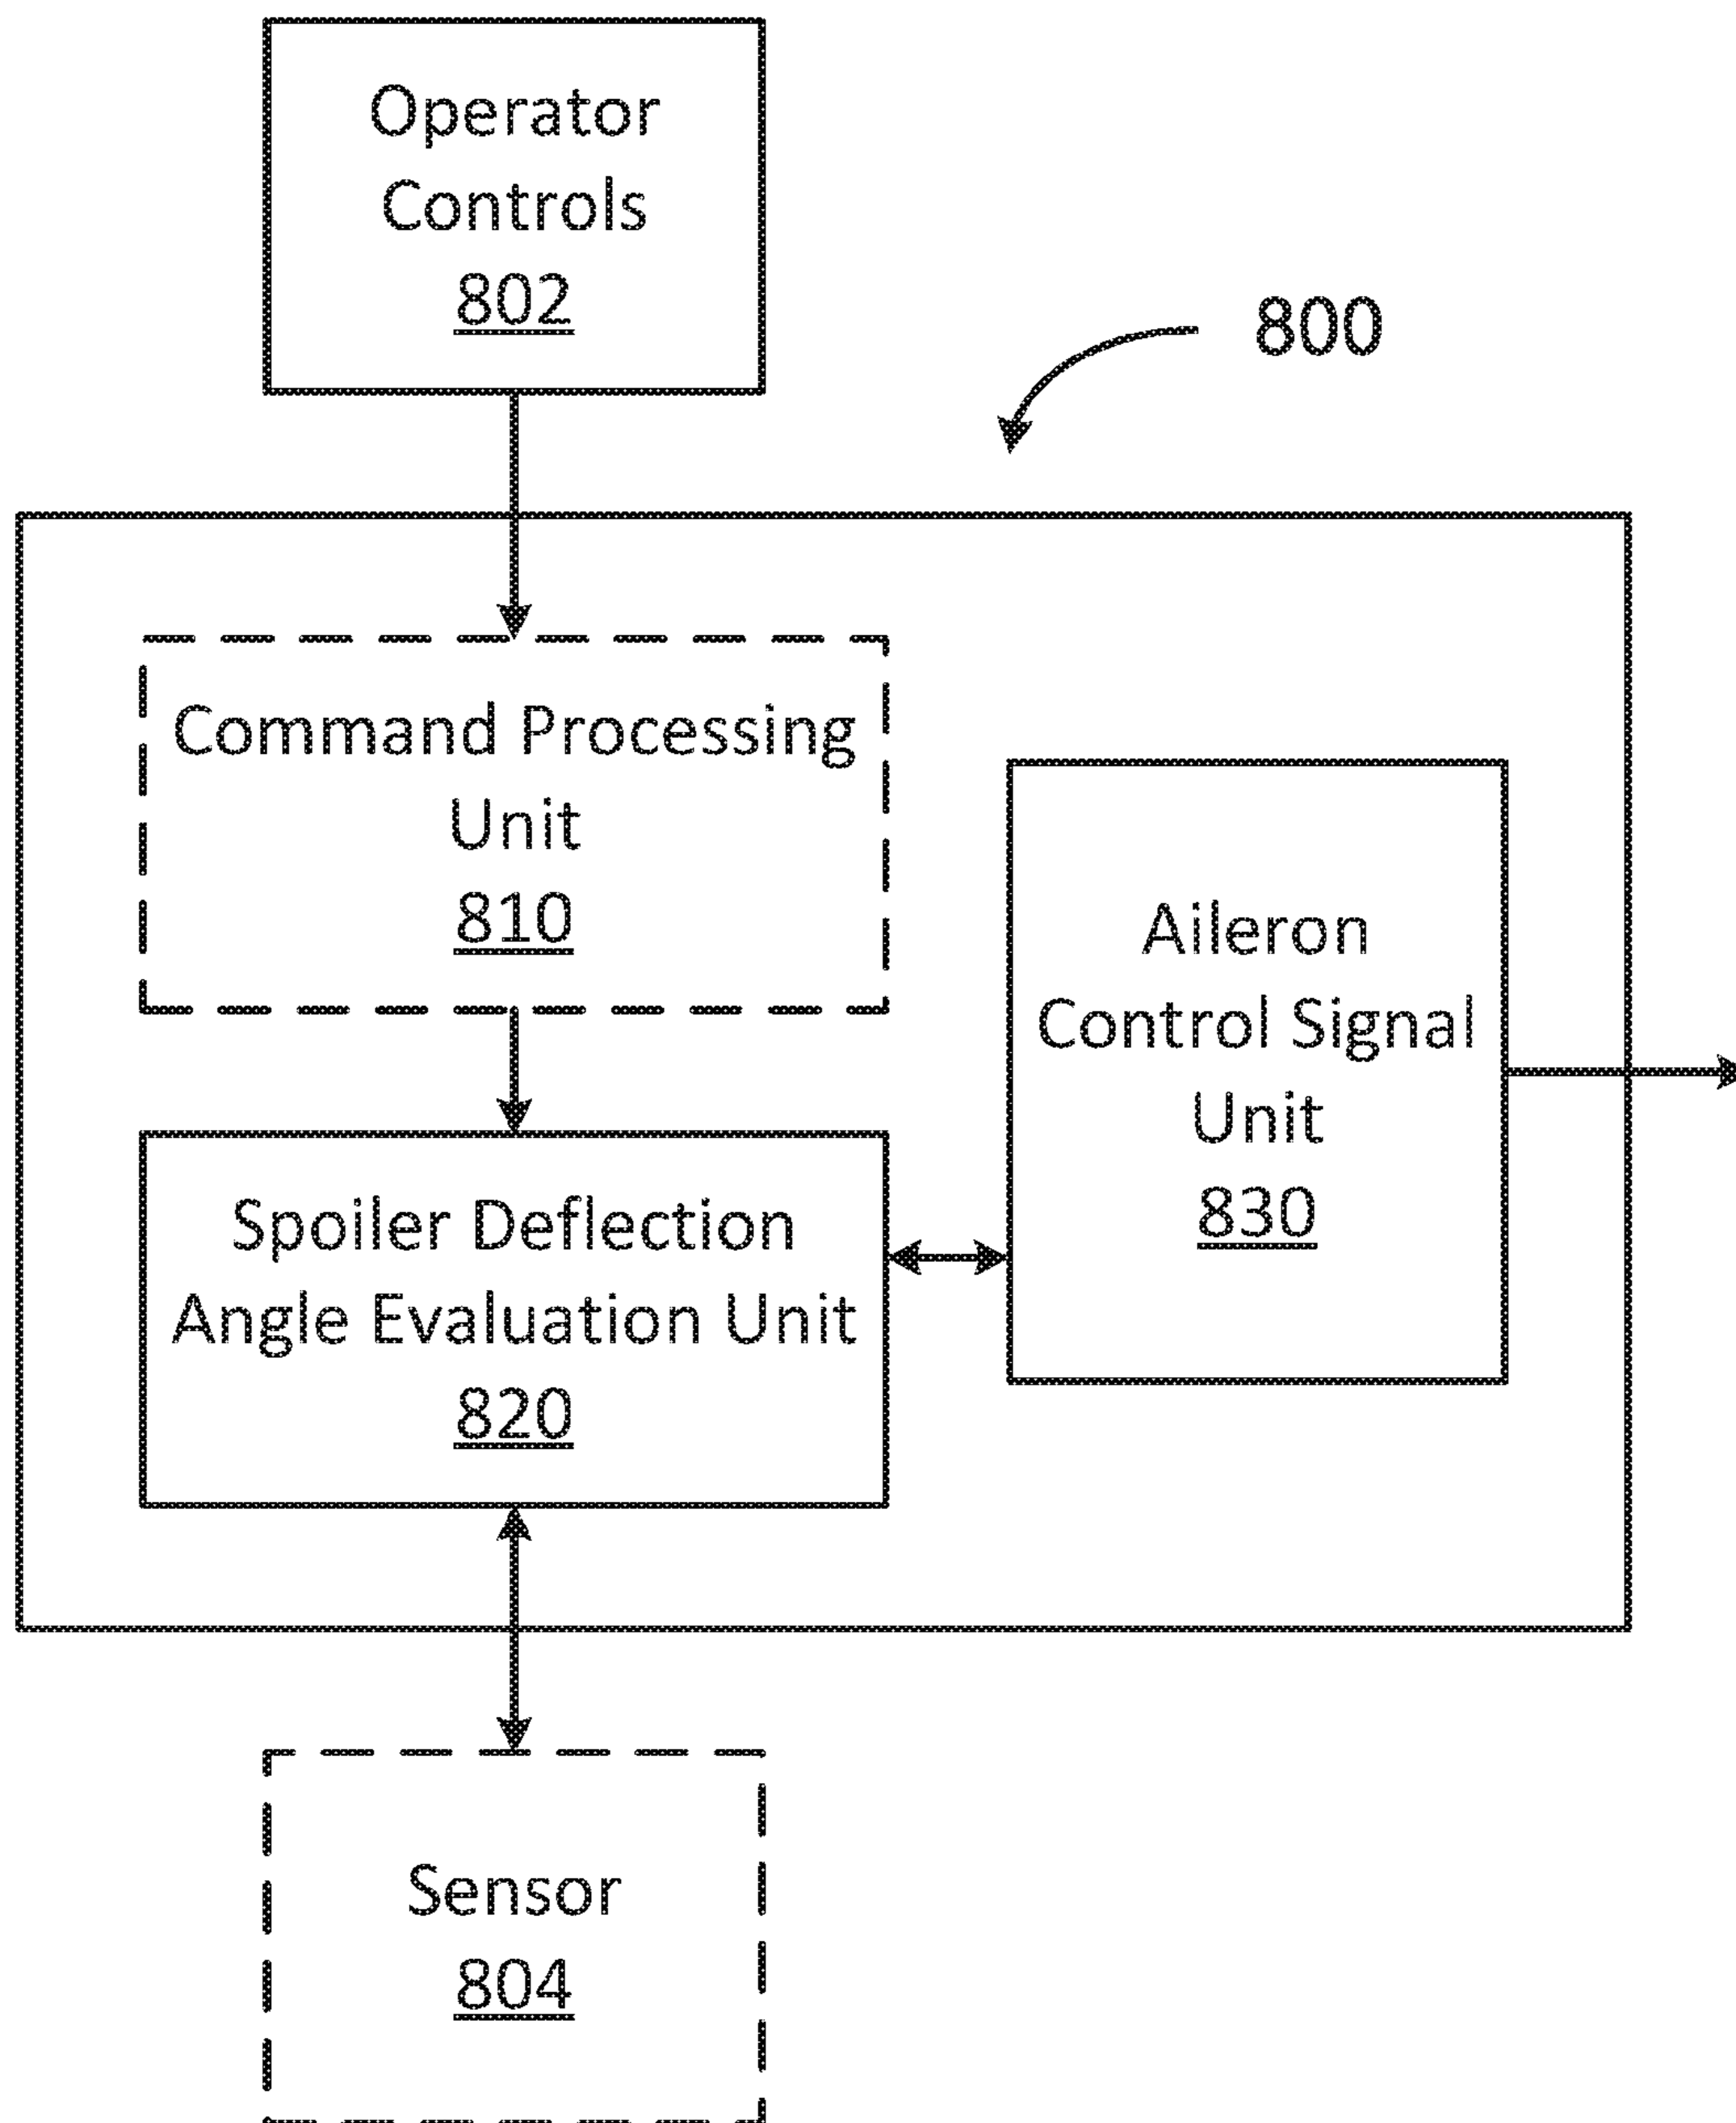 Operator
Controls
802
800
Command Processing
Unit
810
Aileron
Control Signal
Unit
830
Spoiler Deflection
Angle Evaluation Unit
820
Sensor
804